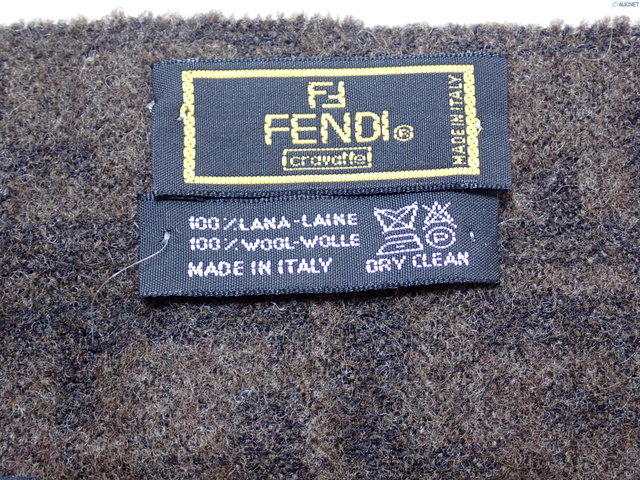 AUCNET
FF
FENDI®
cravatte
MADE IN ITALY
100% LANA-LAINE
100% WOOL-WOLLE
MADE IN ITALY
P
DRY CLEAN